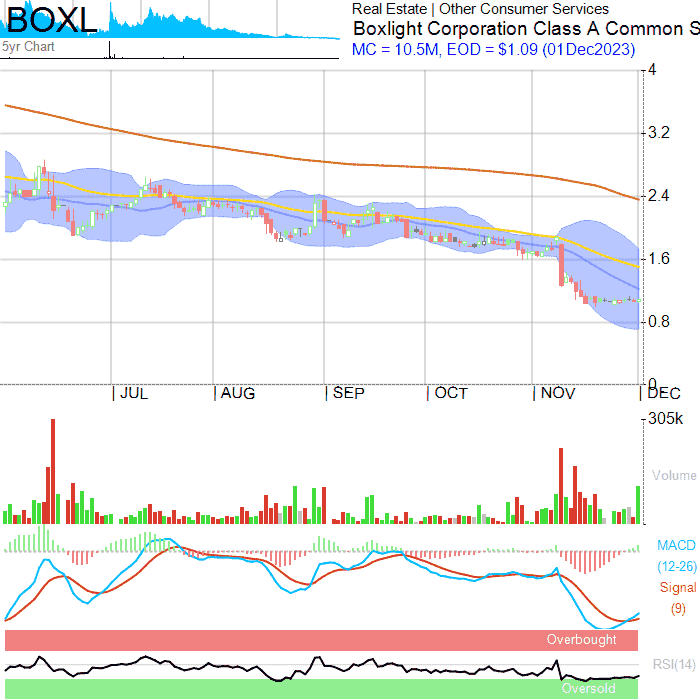 BOXL
Real Estate | Other Consumer Services
5yr Chart
Boxlight Corporation Class A Common S
MC = 10.5M, EOD = $1.09 (01Dec2023)
4
3.2
2.4
1.6
0.8
0
JUL AUG SEP OCT NOV DEC
305k
Volume
MACD
(12-26)
Signal
(9)
Overbought
RSI(14)
Oversold